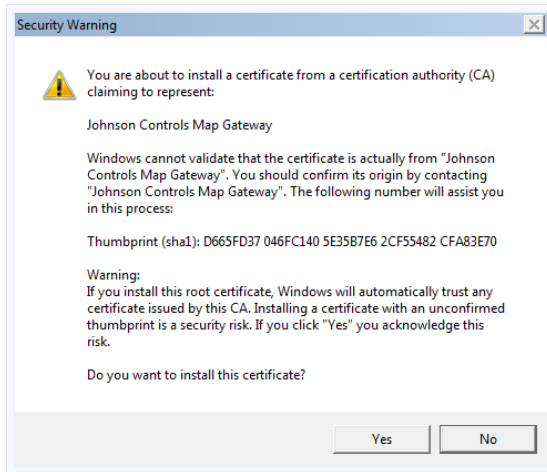 Security Warning
You are about to install a certificate from a certification authority (CA)
claiming to represent:
Johnson Controls Map Gateway
Windows cannot validate that the certificate is actually from "Johnson
Controls Map Gateway". You should confirm its origin by contacting
"Johnson Controls Map Gateway". The following number will assist you
in this process:
Thumbprint (sha1): D665FD37 046FC140 5E35B7E6 2CF55482 CFA83E70
Warning:
If you install this root certificate, Windows will automatically trust any
certificate issued by this CA. Installing a certificate with an unconfirmed
thumbprint is a security risk. If you click "Yes" you acknowledge this
risk.
Do you want to install this certificate?
Yes
No